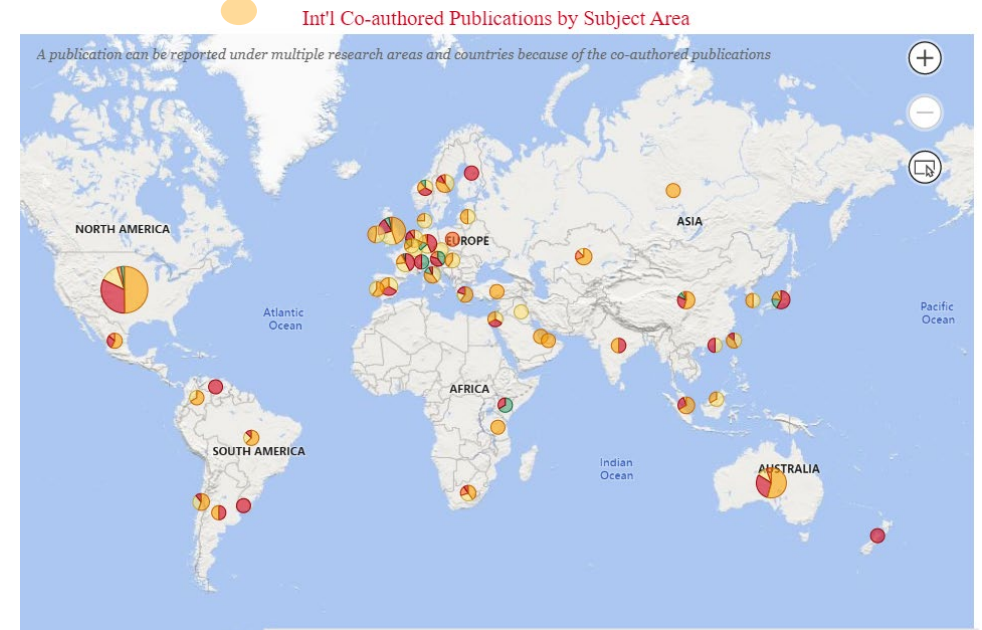 Int'l Co-authored Publications by Subject Area
A publication can be reported under multiple research areas and countries because of the co-authored publications
NORTH AMERICA
EUROPE
ASIA
Atlantic
Ocean
Pacific
Ocean
AFRICA
SOUTH AMERICA
Indian
Ocean
AUSTRALIA